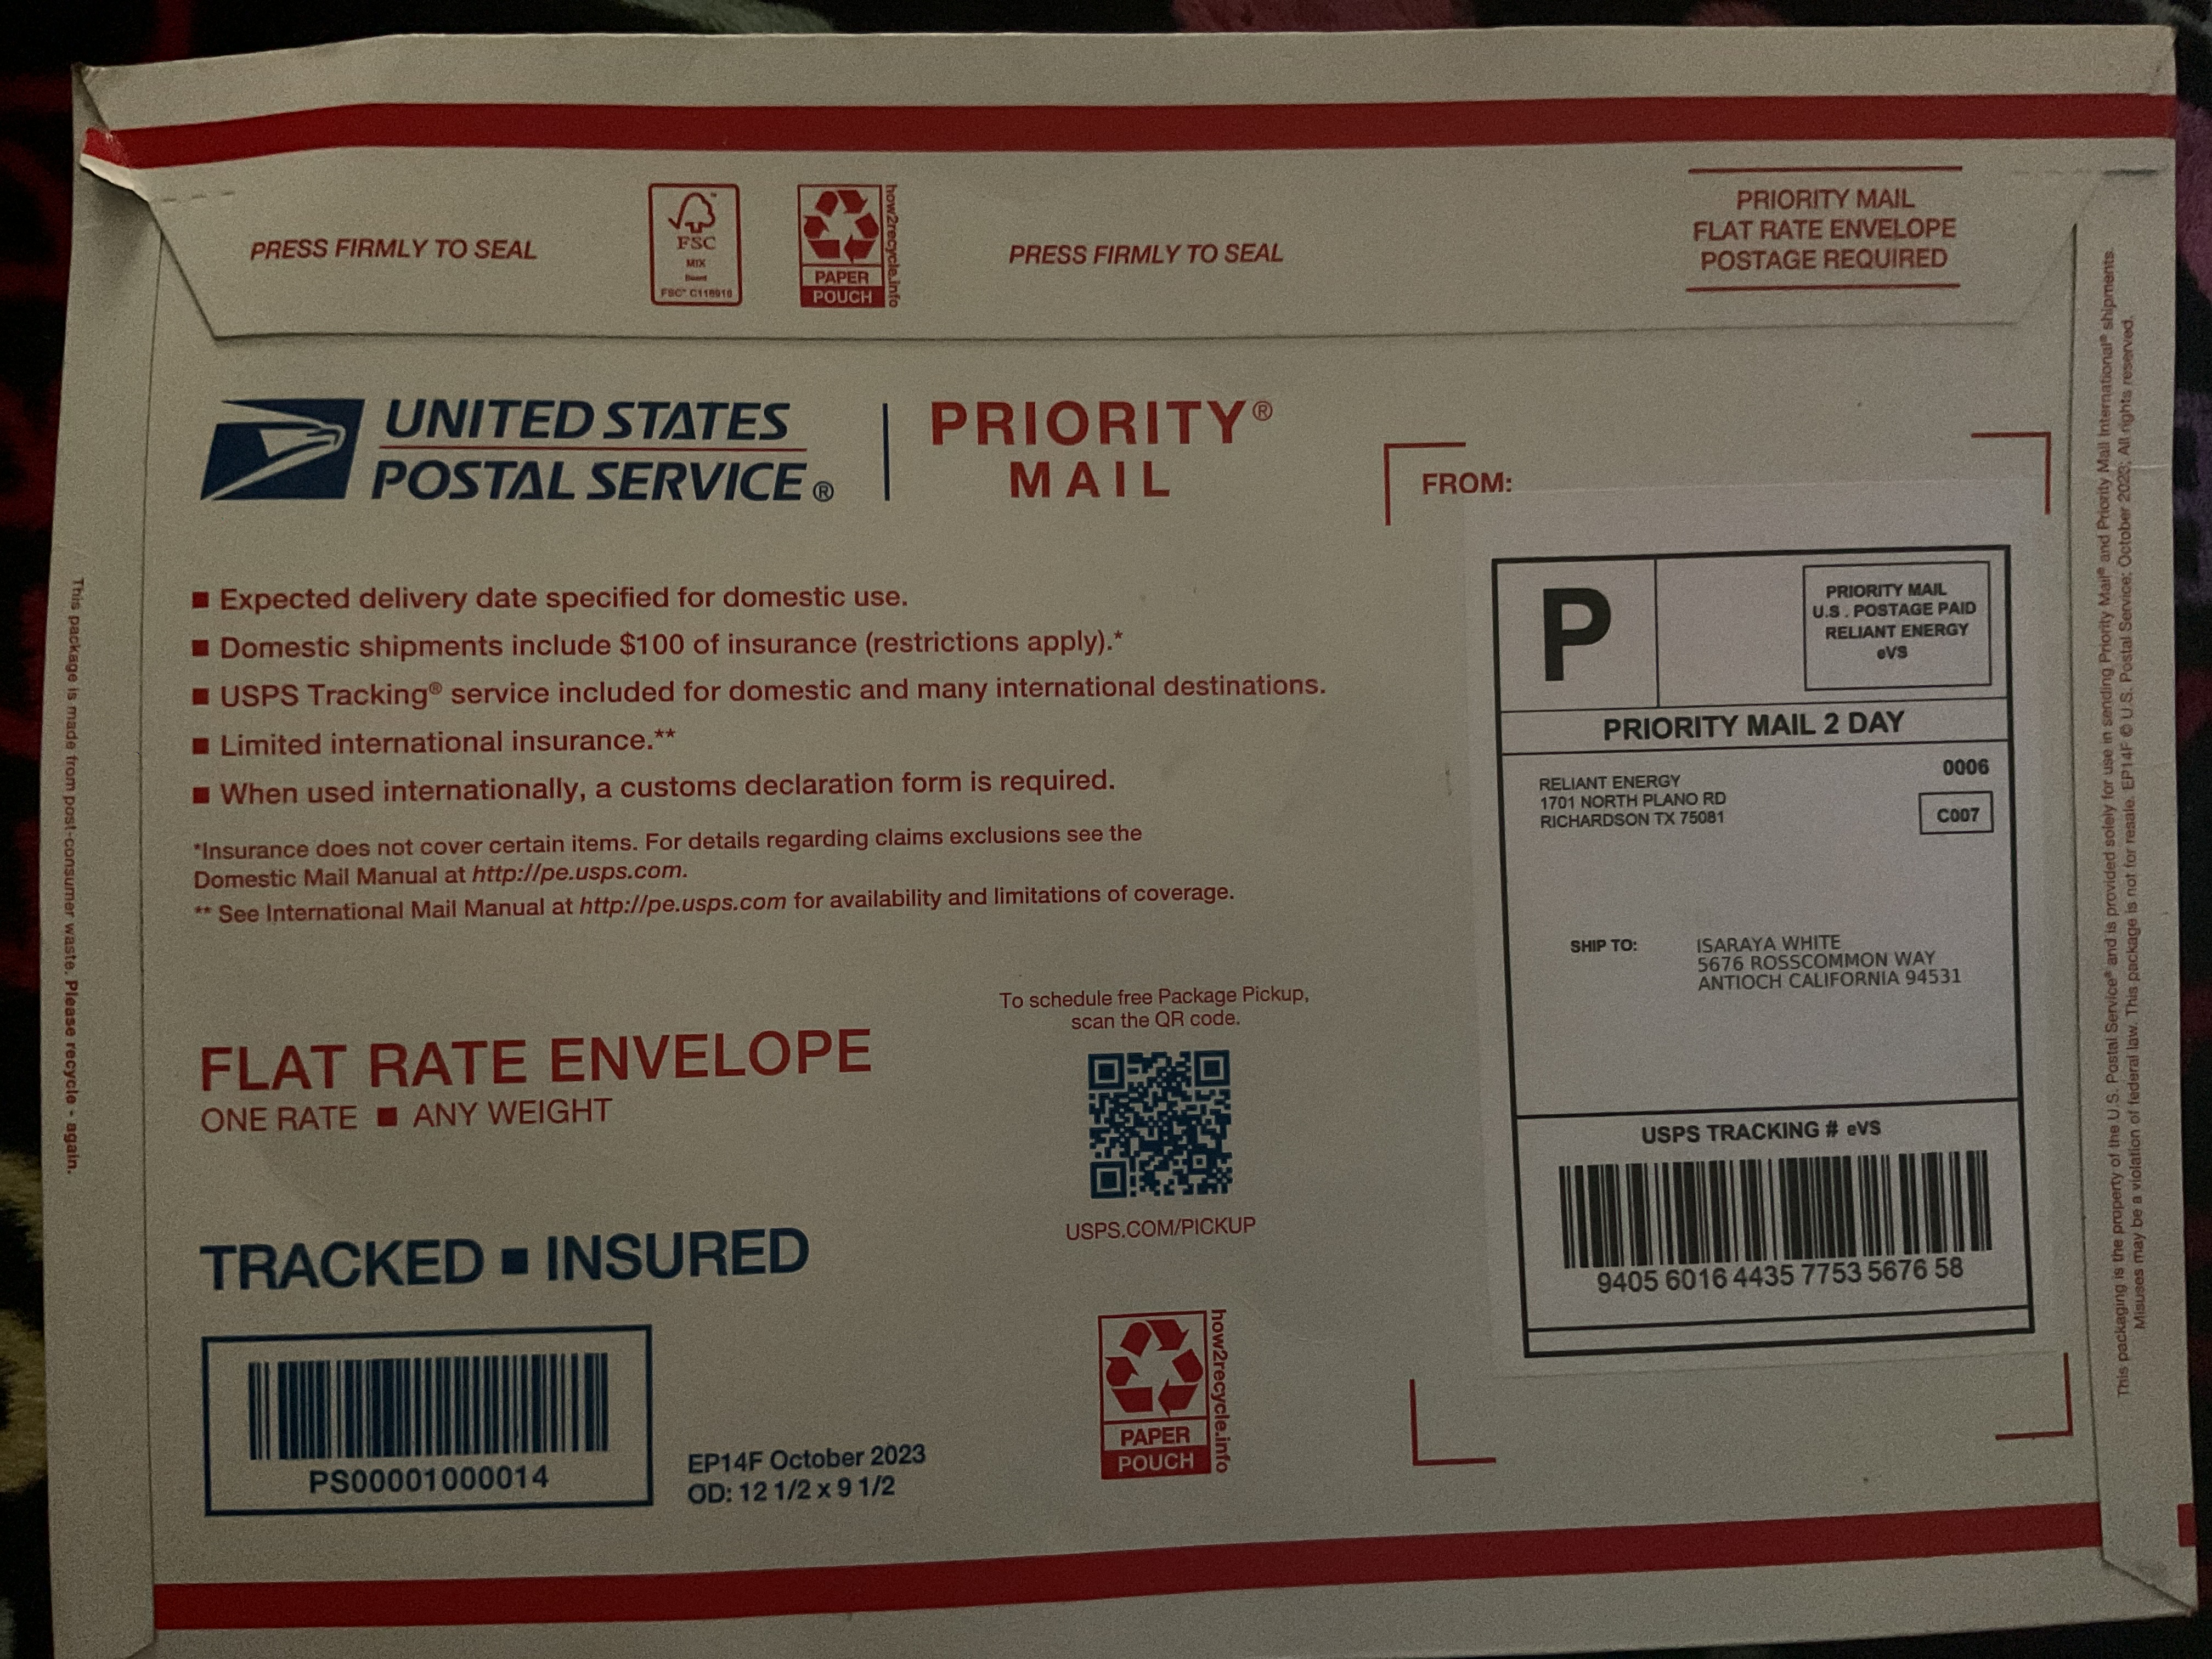 PRESS FIRMLY TO SEAL
FSC
MIX
Board
FSC® C118910
PAPER
POUCH
how2recycle.info
PRESS FIRMLY TO SEAL
PRIORITY MAIL
FLAT RATE ENVELOPE
POSTAGE REQUIRED
UNITED STATES
POSTAL SERVICE®
PRIORITY®
MAIL
■ Expected delivery date specified for domestic use.
■ Domestic shipments include $100 of insurance (restrictions apply).*
■ USPS Tracking® service included for domestic and many international destinations.
■ Limited international insurance.**
■ When used internationally, a customs declaration form is required.
*Insurance does not cover certain items. For details regarding claims exclusions see the
Domestic Mail Manual at http://pe.usps.com.
** See International Mail Manual at http://pe.usps.com for availability and limitations of coverage.
FLAT RATE ENVELOPE
ONE RATE ■ ANY WEIGHT
TRACKED ■ INSURED
PS00001000014
EP14F October 2023
OD: 12 1/2 x 9 1/2
To schedule free Package Pickup,
scan the QR code.
USPS.COM/PICKUP
PAPER
POUCH
how2recycle.info
FROM:
P
PRIORITY MAIL
U.S . POSTAGE PAID
RELIANT ENERGY
eVS
PRIORITY MAIL 2 DAY
RELIANT ENERGY
1701 NORTH PLANO RD
RICHARDSON TX 75081
0006
C007
SHIP TO:
ISARAYA WHITE
5676 ROSSCOMMON WAY
ANTIOCH CALIFORNIA 94531
USPS TRACKING # eVS
9405 6016 4435 7753 5676 58
This package is made from post-consumer waste. Please recycle - again.
This packaging is the property of the U.S. Postal Service® and is provided solely for use in sending Priority Mail® and Priority Mail International® shipments.
Misuses may be a violation of federal law. This package is not for resale. EP14F © U.S. Postal Service; October 2023; All rights reserved.